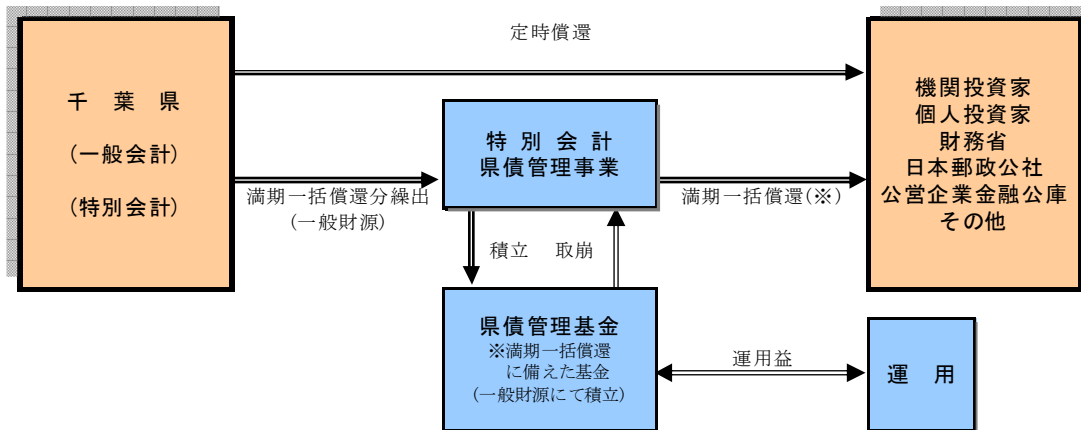 定時償還
千 葉 県
(一般会計)
(特別会計)
満期一括償還分繰出
(一般財源)
特 別 会 計
県債管理事業
満期一括償還(※)
機関投資家
個人投資家
財務省
日本郵政公社
公営企業金融公庫
その他
積立 取崩
県債管理基金
※満期一括償還
に備えた基金
(一般財源にて積立)
運用益
運 用